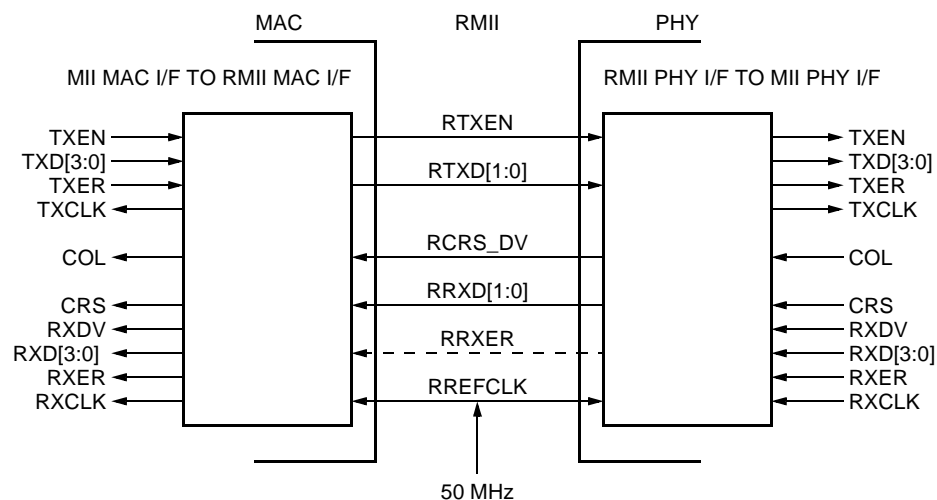 MAC RMII PHY
MII MAC I/F TO RMII MAC I/F
RMII PHY I/F TO MII PHY I/F
TXEN
TXD[3:0]
TXER
TXCLK
COL
CRS
RXDV
RXD[3:0]
RXER
RXCLK
RTXEN
RTXD[1:0]
RCRS_DV
RRXD[1:0]
RRXER
RREFCLK
50 MHz
TXEN
TXD[3:0]
TXER
TXCLK
COL
CRS
RXDV
RXD[3:0]
RXER
RXCLK